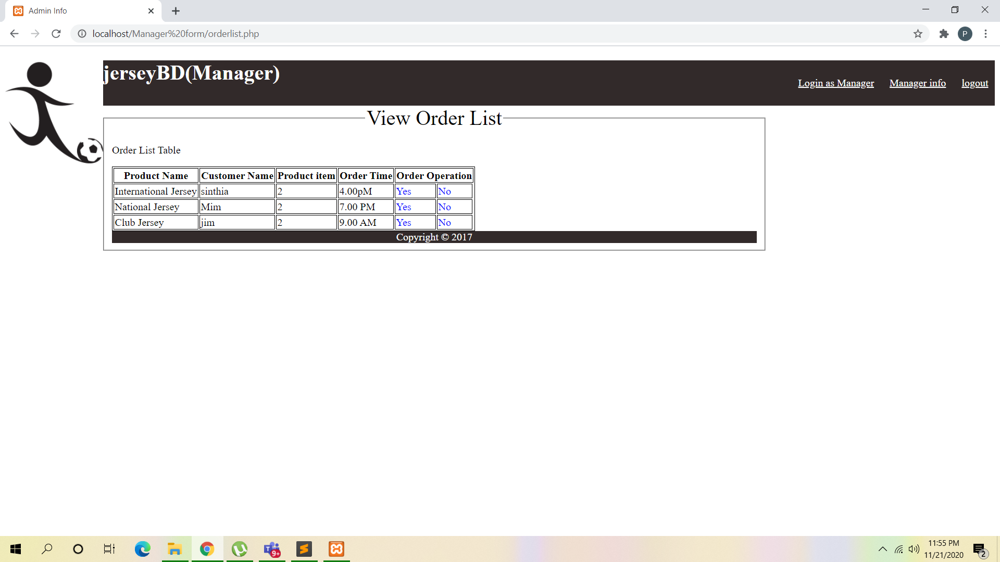 Admin Info
localhost/Manager%20form/orderlist.php
P
jerseyBD(Manager)
Login as Manager Manager info logout
View Order List
Order List Table
Product Name Customer Name Product item Order Time Order Operation
International Jersey sinthia 2 4.00pM Yes No
National Jersey Mim 2 7.00 PM Yes No
Club Jersey jim 2 9.00 AM Yes No
Copyright © 2017
T 9+
11:55 PM
11/21/2020
2